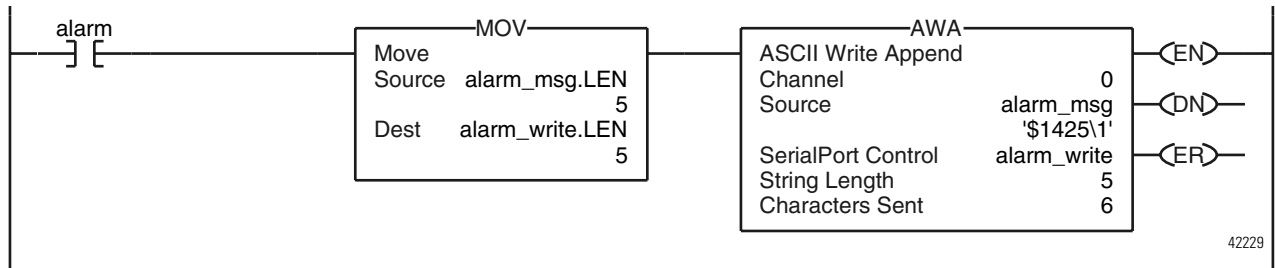 alarm
MOV
Move
Source alarm_msg.LEN
5
Dest alarm_write.LEN
5
AWA
ASCII Write Append
Channel 0
Source alarm_msg
'$1425\1'
SerialPort Control alarm_write
String Length 5
Characters Sent 6
EN
DN
ER
42229